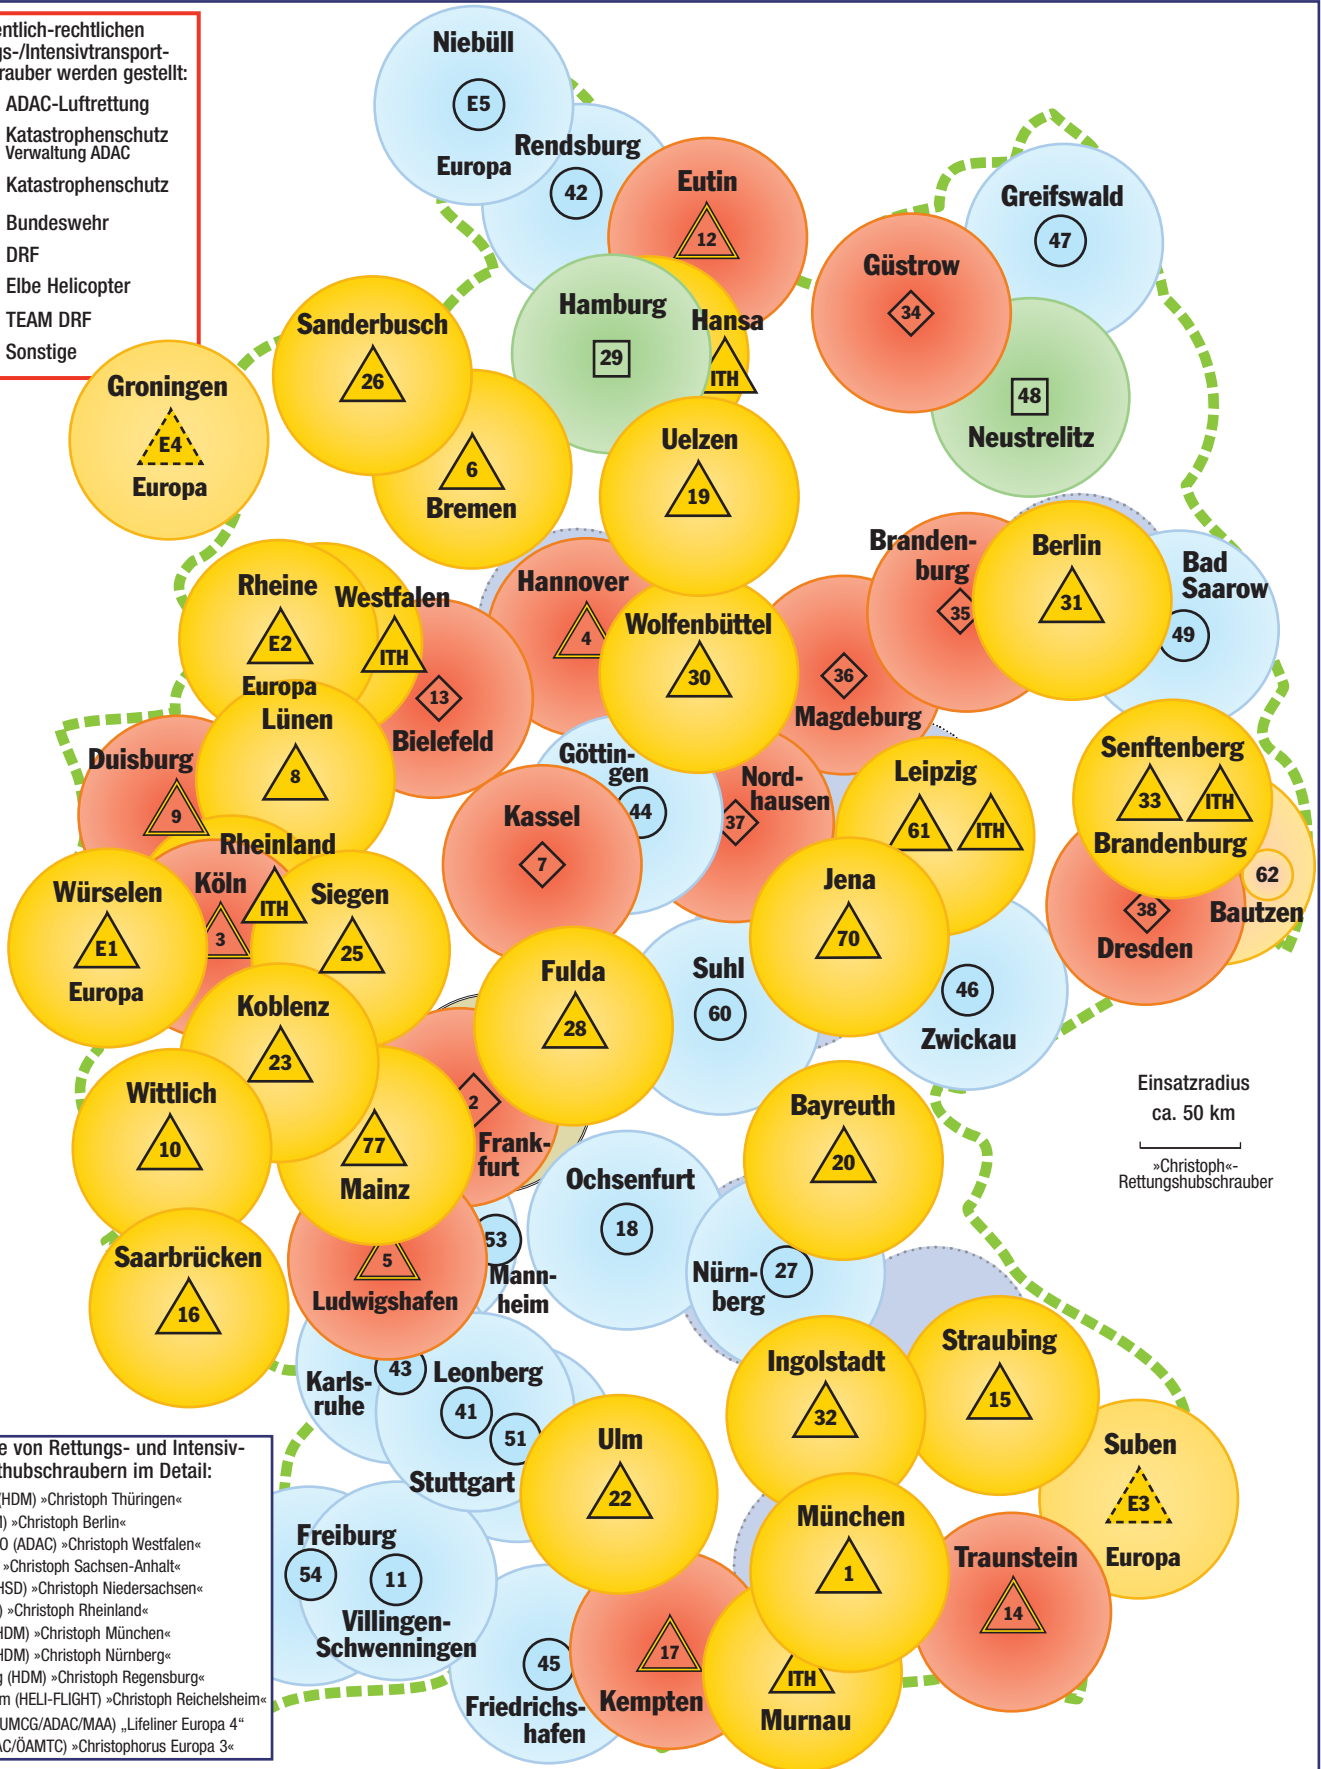 entlich-rechtlichen
gs-/Intensivtransport-
rauber werden gestellt:
ADAC-Luftrettung
Katastrophenschutz
Verwaltung ADAC
Katastrophenschutz
Bundeswehr
DRF
Elbe Helicopter
TEAM DRF
Sonstige
Niebüll
E5
Europa
Rendsburg
42
Eutin
12
Greifswald
47
Güstrow
34
Hamburg
29
Hansa
ITH
Sanderbusch
26
48
Neustrelitz
Groningen
E4
Europa
6
Bremen
Uelzen
19
Branden-
burg
35
Berlin
31
Bad
Saarow
49
Rheine
E2
Europa
Westfalen
ITH
Hannover
4
Wolfenbüttel
30
36
Magdeburg
13
Bielefeld
Lünen
8
Duisburg
9
Göttin-
gen
44
Nord-
hausen
37
Leipzig
61
ITH
Senftenberg
33
ITH
Brandenburg
62
Bautzen
38
Dresden
Kassel
7
Rheinland
ITH
Köln
3
Siegen
25
Würselen
E1
Europa
Jena
70
Fulda
28
Suhl
60
46
Zwickau
Koblenz
23
Wittlich
10
77
Mainz
2
Frank-
furt
Bayreuth
20
Einsatzradius
ca. 50 km
»Christoph«-
Rettungshubschrauber
Ochsenfurt
18
Saarbrücken
16
5
Ludwigshafen
53
Mann-
heim
27
Nürn-
berg
Karls-
ruhe
43
Leonberg
41
51
Stuttgart
Ingolstadt
32
Straubing
15
Suben
E3
Europa
Ulm
22
München
1
Traunstein
14
Freiburg
54
11
Villingen-
Schwenningen
45
Friedrichs-
hafen
17
Kempten
ITH
Murnau
e von Rettungs- und Intensiv-
thubschraubern im Detail:
(HDM) »Christoph Thüringen«
M) »Christoph Berlin«
O (ADAC) »Christoph Westfalen«
»Christoph Sachsen-Anhalt«
HSD) »Christoph Niedersachsen«
) »Christoph Rheinland«
HDM) »Christoph München«
HDM) »Christoph Nürnberg«
g (HDM) »Christoph Regensburg«
m (HELI-FLIGHT) »Christoph Reichelsheim«
UMCG/ADAC/MAA) „Lifeliner Europa 4“
AC/ÖAMTC) »Christophorus Europa 3«